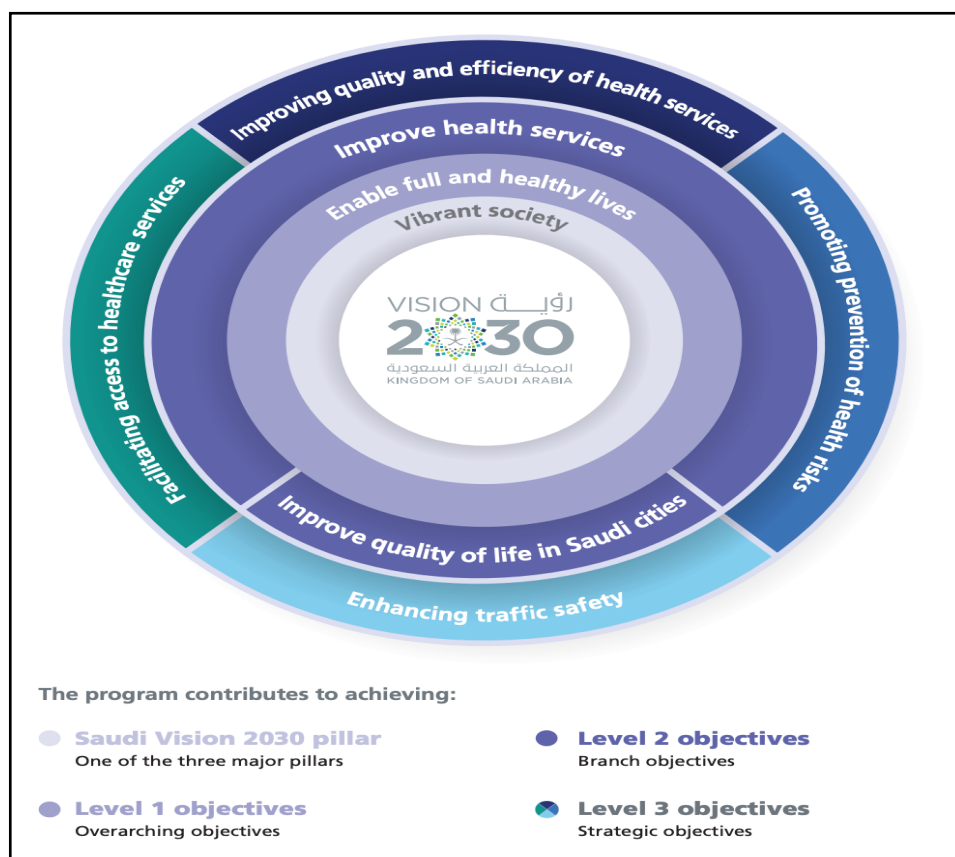 Improving quality and efficiency of health services
Improve health services
Enable full and healthy lives
Vibrant society
Facilitating access to healthcare services
Promoting prevention of health risks
VISION رؤيـــة
2030
المملكة العربية السعودية
KINGDOM OF SAUDI ARABIA
Improve quality of life in Saudi cities
Enhancing traffic safety
The program contributes to achieving:
Saudi Vision 2030 pillar
One of the three major pillars
Level 1 objectives
Overarching objectives
Level 2 objectives
Branch objectives
Level 3 objectives
Strategic objectives